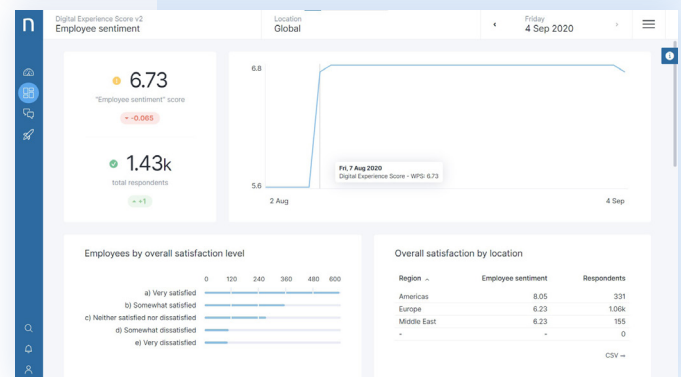 n
Digital Experience Score v2
Employee sentiment
Location
Global
Friday
4 Sep 2020
6.73
"Employee sentiment" score
-0.065
1.43k
total respondents
+1
6.8
5.6
Fri, 7 Aug 2020
Digital Experience Score - WPS: 6.73
2 Aug
4 Sep
Employees by overall satisfaction level
0 120 240 360 480 600
a) Very satisfied
b) Somewhat satisfied
c) Neither satisfied nor dissatisfied
d) Somewhat dissatisfied
e) Very dissatisfied
Overall satisfaction by location
Region Employee sentiment Respondents
Americas 8.05 331
Europe 6.23 1.06k
Middle East 6.23 155
- - 0
CSV →